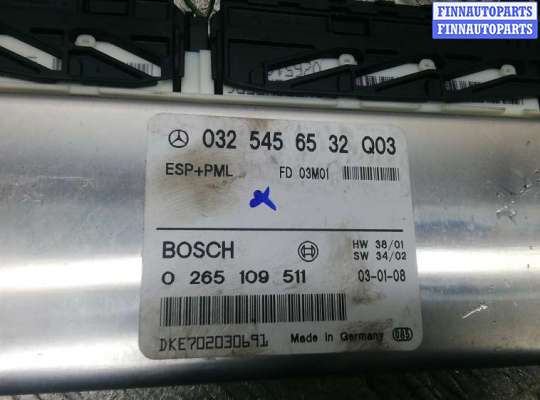 FINNAUTOPARTS
FINNAUTOPARTS
032 545 65 32 Q03
ESP+PML FD 03M01
BOSCH HW 38/01
SW 34/02
0 265 109 511 03-01-08
DKE702030691 Made in Germany 085